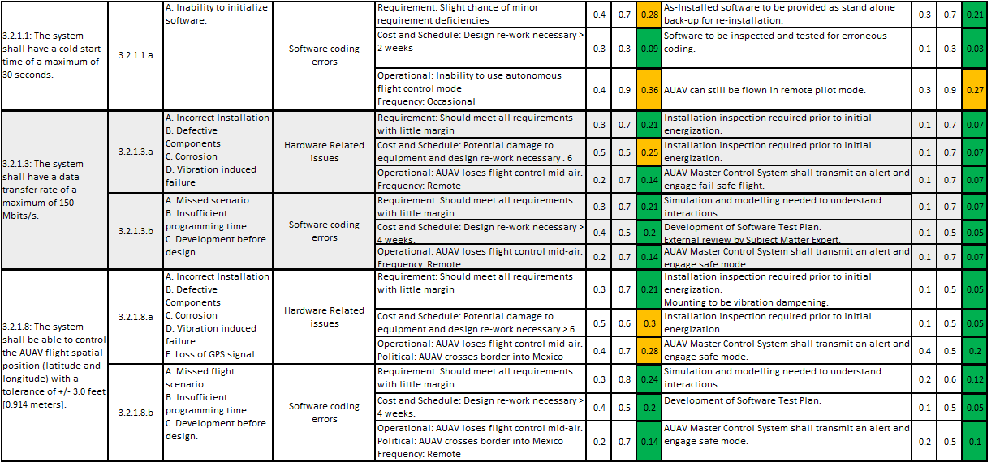 3.2.1.1: The system
shall have a cold start
time of a maximum of
30 seconds.
3.2.1.1.a
A. Inability to initialize
software.
Software coding
errors
Requirement: Slight chance of minor
requirement deficiencies
0.4
0.7
0.28
As-Installed software to be provided as stand alone
back-up for re-installation.
0.3
0.7
0.21
Cost and Schedule: Design re-work necessary >
2 weeks
0.3
0.3
0.09
Software to be inspected and tested for erroneous
coding.
0.1
0.3
0.03
Operational: Inability to use autonomous
flight control mode
Frequency: Occasional
0.4
0.9
0.36
AUAV can still be flown in remote pilot mode.
0.3
0.9
0.27
3.2.1.3: The system
shall have a data
transfer rate of a
maximum of 150
Mbits/s.
3.2.1.3.a
A. Incorrect Installation
B. Defective
Components
C. Corrosion
D. Vibration induced
failure
Hardware Related
issues
Requirement: Should meet all requirements
with little margin
0.3
0.7
0.21
Installation inspection required prior to initial
energization.
0.1
0.7
0.07
Cost and Schedule: Potential damage to
equipment and design re-work necessary . 6
0.5
0.5
0.25
Installation inspection required prior to initial
energization.
0.1
0.7
0.07
Operational: AUAV loses flight control mid-air.
Frequency: Remote
0.2
0.7
0.14
AUAV Master Control System shall transmit an alert and
engage fail safe flight.
0.1
0.7
0.07
3.2.1.3.b
A. Missed scenario
B. Insufficient
programming time
C. Development before
design.
Software coding
errors
Requirement: Should meet all requirements
with little margin
0.3
0.7
0.21
Simulation and modelling needed to understand
interactions.
0.1
0.7
0.07
Cost and Schedule: Design re-work necessary >
4 weeks.
0.4
0.5
0.2
Development of Software Test Plan.
External review by Subject Matter Expert.
0.1
0.5
0.05
Operational: AUAV loses flight control mid-air.
Frequency: Remote
0.2
0.7
0.14
AUAV Master Control System shall transmit an alert and
engage safe mode.
0.1
0.7
0.07
3.2.1.8: The system
shall be able to control
the AUAV flight spatial
position (latitude and
longitude) with a
tolerance of +/- 3.0 feet
[0.914 meters].
3.2.1.8.a
A. Incorrect Installation
B. Defective
Components
C. Corrosion
D. Vibration induced
failure
E. Loss of GPS signal
Hardware Related
issues
Requirement: Should meet all requirements
with little margin
0.3
0.7
0.21
Installation inspection required prior to initial
energization.
Mounting to be vibration dampening.
0.1
0.5
0.05
Cost and Schedule: Potential damage to
equipment and design re-work necessary > 6
0.5
0.6
0.3
Installation inspection required prior to initial
energization.
0.1
0.5
0.05
Operational: AUAV loses flight control mid-air.
Political: AUAV crosses border into Mexico
0.4
0.7
0.28
AUAV Master Control System shall transmit an alert and
engage safe mode.
0.4
0.5
0.2
3.2.1.8.b
A. Missed flight
scenario
B. Insufficient
programming time
C. Development before
design.
Software coding
errors
Requirement: Should meet all requirements
with little margin
0.3
0.8
0.24
Simulation and modelling needed to understand
interactions.
0.2
0.6
0.12
Cost and Schedule: Design re-work necessary >
4 weeks.
0.4
0.5
0.2
Development of Software Test Plan.
0.1
0.5
0.05
Operational: AUAV loses flight control mid-air.
Political: AUAV crosses border into Mexico
Frequency: Remote
0.2
0.7
0.14
AUAV Master Control System shall transmit an alert and
engage safe mode.
0.2
0.5
0.1